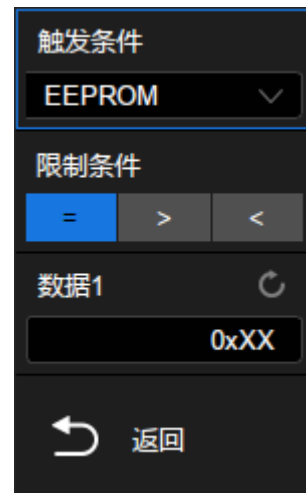 触发条件
EEPROM
限制条件
= > <
数据1
0xXX
返回